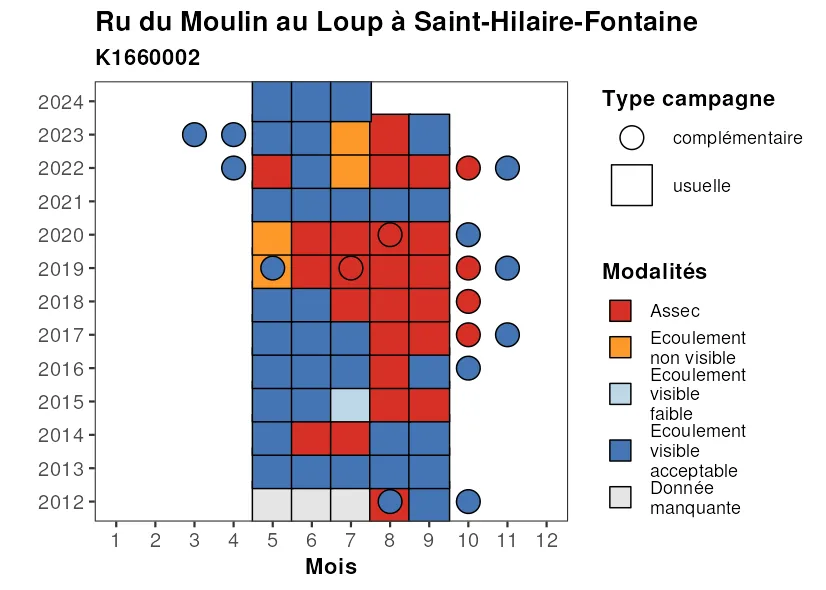 Ru du Moulin au Loup à Saint-Hilaire-Fontaine
K1660002
2024
2023
2022
2021
2020
2019
2018
2017
2016
2015
2014
2013
2012
1 2 3 4 5 6 7 8 9 10 11 12
Mois
Type campagne
complémentaire
usuelle
Modalités
Assec
Ecoulement
non visible
Ecoulement
visible
faible
Ecoulement
visible
acceptable
Donnée
manquante